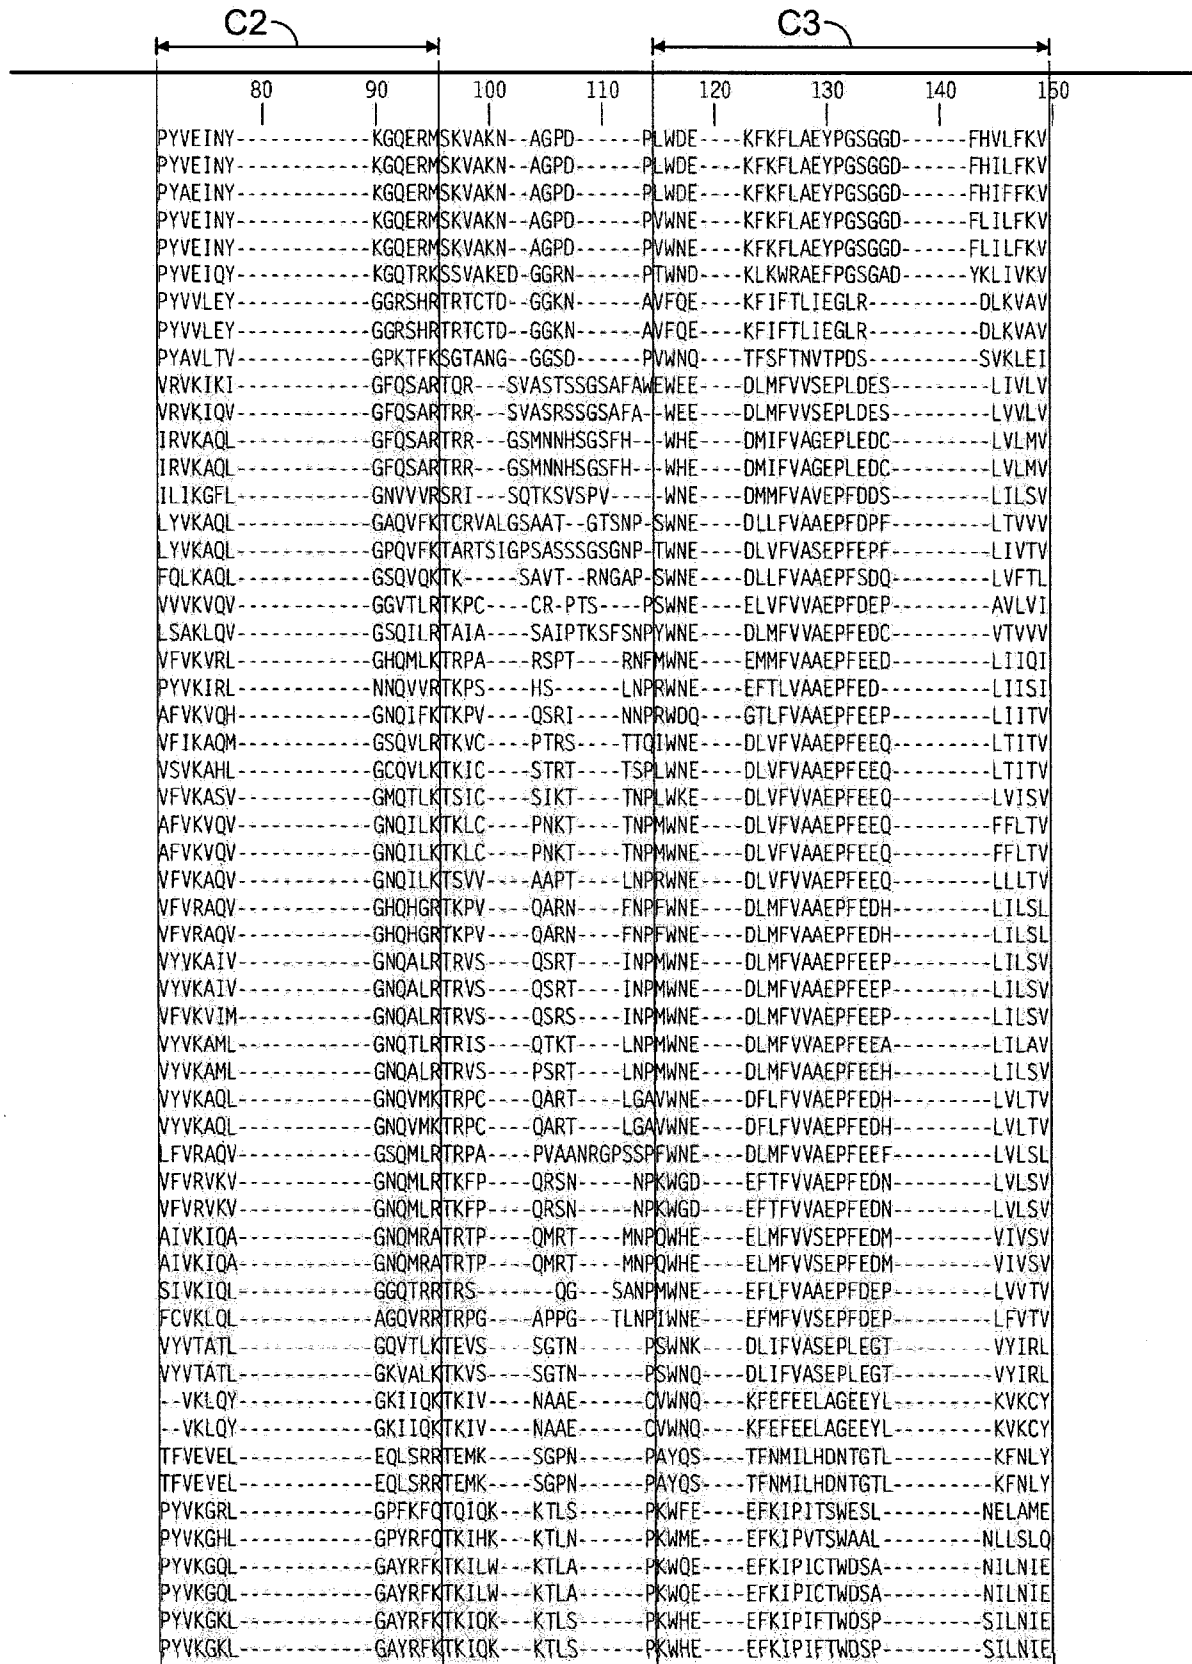 C2 C3
80 90 100 110 120 130 140 150
PYVEINY------------KGQERMSKVAKN--AGPD------PLWDE----KFKFLAEYPGSGGD------FHVLFKV
PYVEINY------------KGQERMSKVAKN--AGPD------PLWDE----KFKFLAEYPGSGGD------FHILFKV
PYAEINY------------KGQERMSKVAKN--AGPD------PLWDE----KFKFLAEYPGSGGD------FHIFFKV
PYVEINY------------KGQERMSKVAKN--AGPD------PVWNE----KFKFLAEYPGSGGD------FLILFKV
PYVEINY------------KGQERMSKVAKN--AGPD------PVWNE----KFKFLAEYPGSGGD------FLILFKV
PYVEIQY------------KGQTRKSSVAKED-GGRN------PTWND----KLKWRAEFPGSGAD------YKLIVKV
PYVVLEY------------GGRSHRTRTCTD--GGKN------AVFQE----KFIFTLIEGLR----------DLKVAV
PYVVLEY------------GGRSHRTRTCTD--GGKN------AVFQE----KFIFTLIEGLR----------DLKVAV
PYAVLTV------------GPKTFKSGTANG--GGSD------PVWNQ----TFSFTNVTPDS----------SVKLEI
VRVKIKI------------GFQSARTQR---SVASTSSGSAFAWEWEE----DLMFVVSEPLDES---------LIVLV
VRVKIQV------------GFQSARTRR---SVASRSSGSAFA--WEE----DLMFVVSEPLDES---------LVVLV
IRVKAQL------------GFQSARTRR---GSMNNHSGSFH---WHE----DMIFVAGEPLEDC---------LVLMV
IRVKAQL------------GFQSARTRR---GSMNNHSGSFH---WHE----DMIFVAGEPLEDC---------LVLMV
ILIKGFL------------GNVVVRSRI----SQTKSVSPV----WNE----DMMFVAVEPFDDS---------LILSV
LYVKAQL------------GAQVFKTCRVALGSAAT--GTSNP-SWNE----DLLFVAAEPFDPF---------LTVVV
LYVKAQL------------GPQVFKTARTSIGPSASSSGSGNP-TWNE----DLVFVASEPFEPF---------LIVTV
FQLKAQL------------GSQVQKTK-----SAVT--RNGAP-SWNE----DLLFVAAEPFSDQ---------LVFTL
VVVKVQV------------GGVTLRTKPC----CR-PTS----PSWNE----ELVFVVAEPFDEP---------AVLVI
LSAKLQV------------GSQILRTAIA----SAIPTKSFSNPYWNE----DLMFVVAEPFEDC---------VTVVV
VFVKVRL------------GHQMLKTRPA----RSPT----RNFMWNE----EMMFVAAEPFEED---------LIIQI
PYVKIRL------------NNQVVRTKPS----HS------LNPRWNE----EFTLVAAEPFED----------LIISI
AFVKVQH------------GNQIFKTKPV----QSRI----NNPRWDQ----GTLFVAAEPFEEP---------LIITV
VFIKAQM------------GSQVLRTKVC----PTRS----TTQIWNE----DLVFVAAEPFEEQ---------LTITV
VSVKAHL------------GCQVLKTKIC----STRT----TSPLWNE----DLVFVAAEPFEEQ---------LTITV
VFVKASV------------GMQTLKTSIC----SIKT----TNPLWKE----DLVFVVAEPFEEQ---------LVISV
AFVKVQV------------GNQILKTKLC----PNKT----TNPMWNE----DLVFVAAEPFEEQ---------FFLTV
AFVKVQV------------GNQILKTKLC----PNKT----TNPMWNE----DLVFVAAEPFEEQ---------FFLTV
VFVKAQV------------GNQILKTSVV----AAPT----LNPRWNE----DLVFVVAEPFEEQ---------LLLTV
VFVRAQV------------GHQHGRTKPV----QARN----FNPFWNE----DLMFVAAEPFEDH---------LILSL
VFVRAQV------------GHQHGRTKPV----QARN----FNPFWNE----DLMFVAAEPFEDH---------LILSL
VYVKAIV------------GNQALRTRVS----QSRT----INPMWNE----DLMFVAAEPFEEP---------LILSV
VYVKAIV------------GNQALRTRVS----QSRT----INPMWNE----DLMFVAAEPFEEP---------LILSV
VFVKVIM------------GNQALRTRVS----QSRS----INPMWNE----DLMFVVAEPFEEP---------LILSV
VYVKAML------------GNQTLRTRIS----QTKT----LNPMWNE----DLMFVVAEPFEEA---------LILAV
VYVKAML------------GNQALRTRVS----PSRT----LNPMWNE----DLMFVAAEPFEEH---------LILSV
VYVKAQL------------GNQVMKTRPC----QART----LGAVWNE----DFLFVVAEPFEDH---------LVLTV
VYVKAQL------------GNQVMKTRPC----QART----LGAVWNE----DFLFVVAEPFEDH---------LVLTV
LFVRAQV------------GSQMLRTRPA----PVAANRGPSSPFWNE----DLMFVAAEPFEEF---------LVLSL
VFVRVKV------------GNQMLRTKFP----QRSN-----NPKWGD----EFTFVVAEPFEDN---------LVLSV
VFVRVKV------------GNQMLRTKFP----QRSN-----NPKWGD----EFTFVVAEPFEDN---------LVLSV
AIVKIQA------------GNQMRATRTP----QMRT----MNPQWHE----ELMFVVSEPFEDM---------VIVSV
AIVKIQA------------GNQMRATRTP----QMRT----MNPQWHE----ELMFVVSEPFEDM---------VIVSV
SIVKIQL------------GGQTRRTRS-------QG---SANPMWNE----EFLFVAAEPFDEP---------LVVTV
FCVKLQL------------AGQVRRTRPG----APPG---TLNPIWNE----EFMFVVSEPFDEP---------LFVTV
VYVTATL------------GQVTLKTEVS----SGTN------PSWNK----DLIFVASEPLEGT---------VYIRL
VYVTATL------------GKVALKTKVS----SGTN------PSWNQ----DLIFVASEPLEGT---------VYIRL
--VKLQY------------GKIIQKTKIV----NAAE------CVWNQ----KFEFEELAGEEYL---------KVKCY
--VKLQY------------GKIIQKTKIV----NAAE------CVWNQ----KFEFEELAGEEYL---------KVKCY
TFVEVEL------------EQLSRRTEMK----SGPN------PAYQS----TFNMILHDNTGTL---------KFNLY
TFVEVEL------------EQLSRRTEMK----SGPN------PAYQS----TFNMILHDNTGTL---------KFNLY
PYVKGRL------------GPFKFQTQIQK---KTLS------PKWFE----EFKIPITSWESL---------NELAME
PYVKGHL------------GPYRFQTKIHK---KTLN------PKWME----EFKIPVTSWAAL---------NLLSLQ
PYVKGQL------------GAYRFKTKILW---KTLA------PKWQE----EFKIPICTWDSA---------NILNIE
PYVKGQL------------GAYRFKTKILW---KTLA------PKWQE----EFKIPICTWDSA---------NILNIE
PYVKGKL------------GAYRFKTKIQK---KTLS------PKWHE----EFKIPIFTWDSP---------SILNIE
PYVKGKL------------GAYRFKTKIQK---KTLS------PKWHE----EFKIPIFTWDSP---------SILNIE